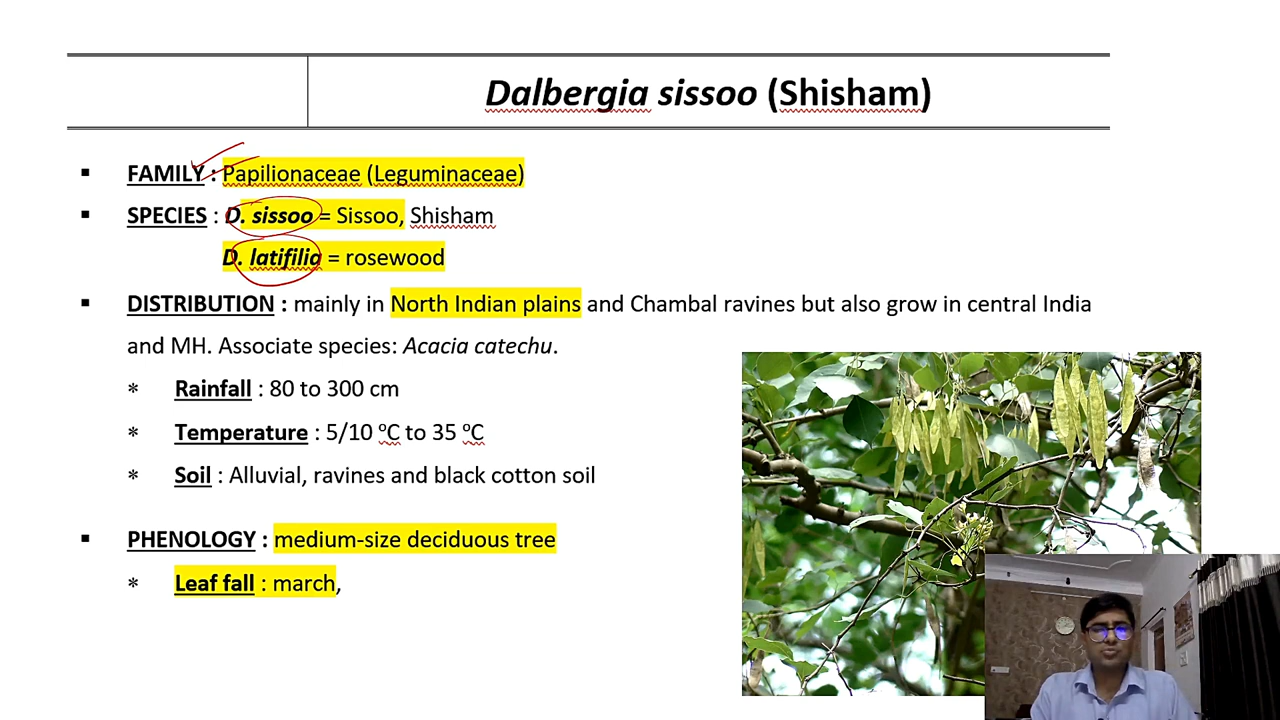 Dalbergia sissoo (Shisham)
▪ FAMILY : Papilionaceae (Leguminaceae)
▪ SPECIES : D. sissoo = Sissoo, Shisham
D. latifilia = rosewood
▪ DISTRIBUTION : mainly in North Indian plains and Chambal ravines but also grow in central India
and MH. Associate species: Acacia catechu.
* Rainfall : 80 to 300 cm
* Temperature : 5/10 °C to 35 °C
* Soil : Alluvial, ravines and black cotton soil
▪ PHENOLOGY : medium-size deciduous tree
* Leaf fall : march,